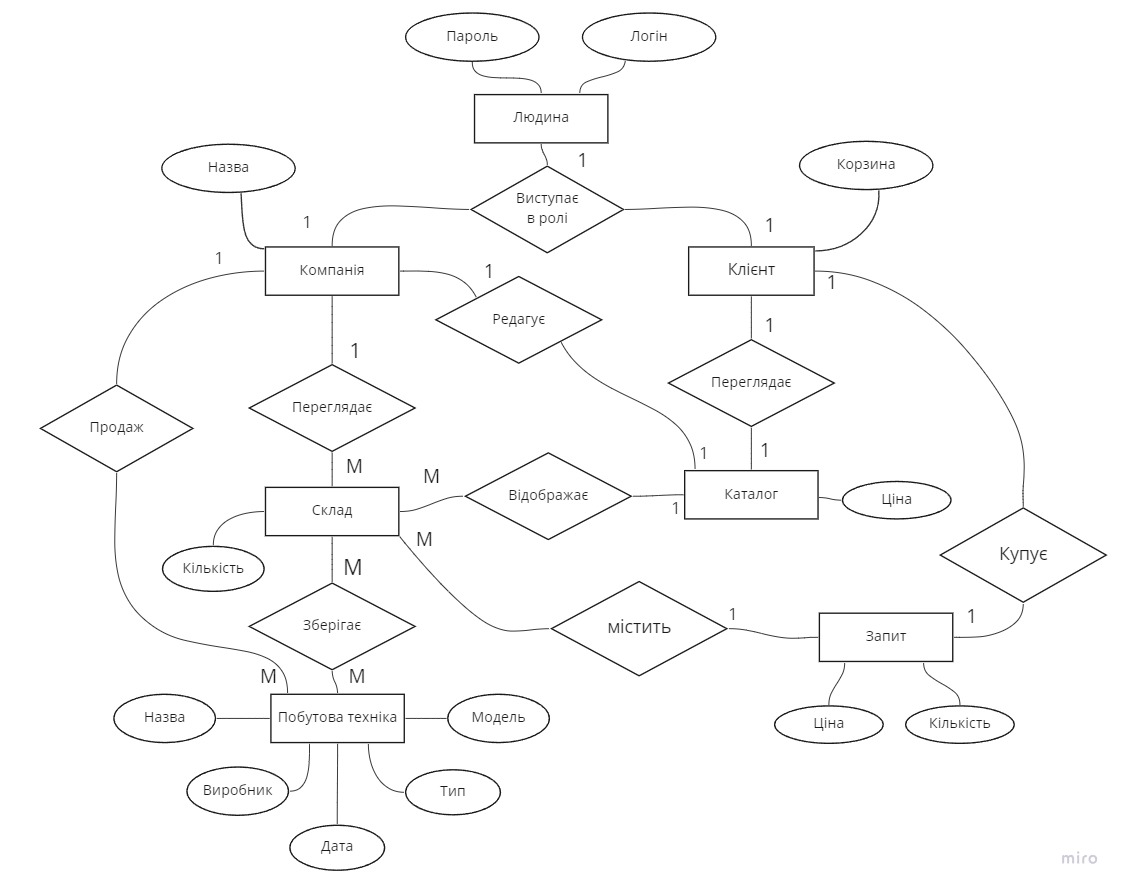 Пароль
Логін
Людина
1
Назва
Корзина
Виступає
в ролі
1
1
1
Компанія
1
Клієнт
1
Редагує
1
1
Переглядає
Переглядає
Продаж
1
1
М
М
Відображає
Каталог
Ціна
1
Склад
М
Купує
Кількість
М
Зберігає
містить
1
1
Запит
М
М
Назва
Побутова техніка
Модель
Ціна
Кількість
Виробник
Тип
Дата
miro